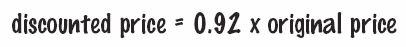 discounted price = 0.92 x original price